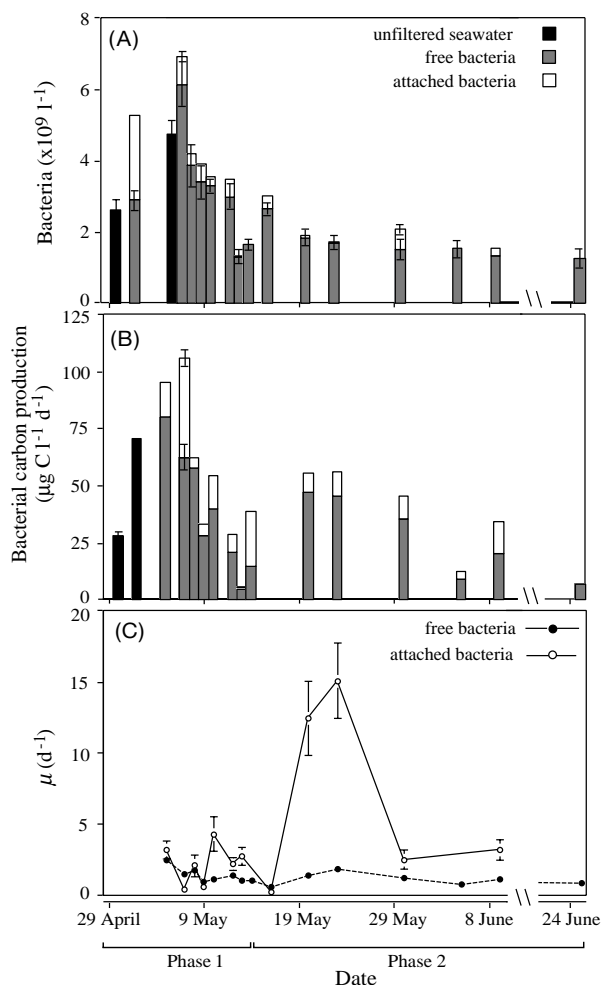 8
(A)
unfiltered seawater
free bacteria
attached bacteria
6
4
2
0
Bacteria (x10⁹ l⁻¹)
125
(B)
100
75
50
25
0
Bacterial carbon production
(µg C l⁻¹ d⁻¹)
20
(C)
free bacteria
attached bacteria
15
10
5
0
µ (d⁻¹)
29 April 9 May 19 May 29 May 8 June 24 June
Phase 1 Phase 2
Date